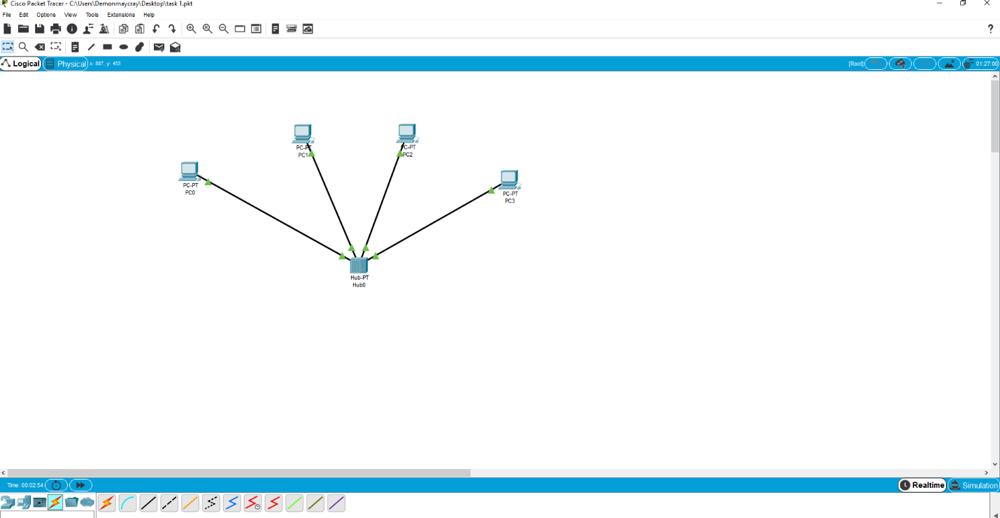 Cisco Packet Tracer - C:\Users\Demonmaycray\Desktop\task 1.pkt
File Edit Options View Tools Extensions Help
?
Logical Physical x: 887, y: 453 [Root] 01:27:00
PC-PT
PC1
PC-PT
PC2
PC-PT
PC0
PC-PT
PC3
Hub-PT
Hub0
Time: 00:02:54 Realtime Simulation